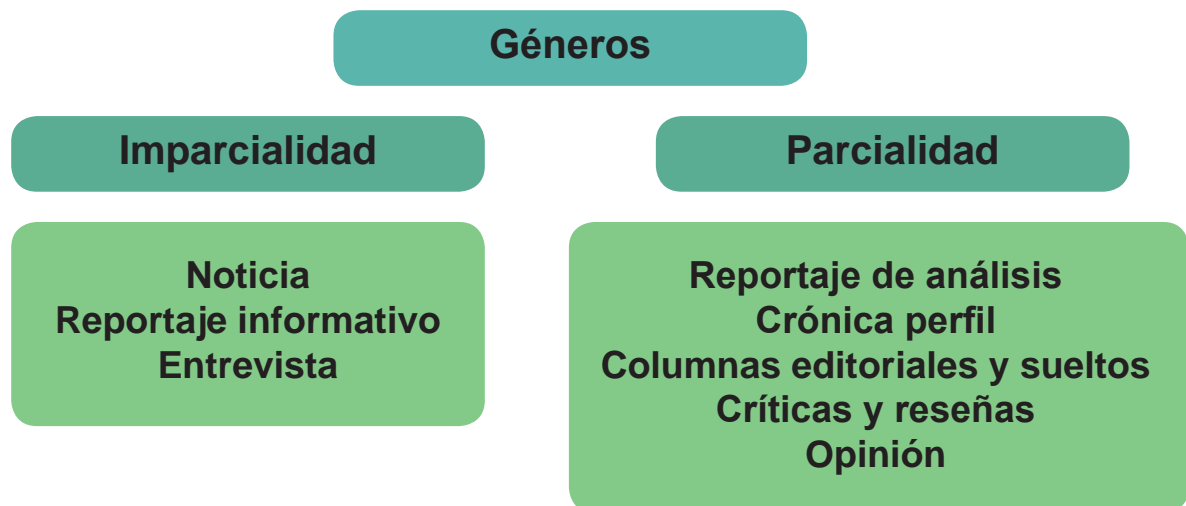 Géneros
Imparcialidad
Parcialidad
Noticia
Reportaje informativo
Entrevista
Reportaje de análisis
Crónica perfil
Columnas editoriales y sueltos
Críticas y reseñas
Opinión